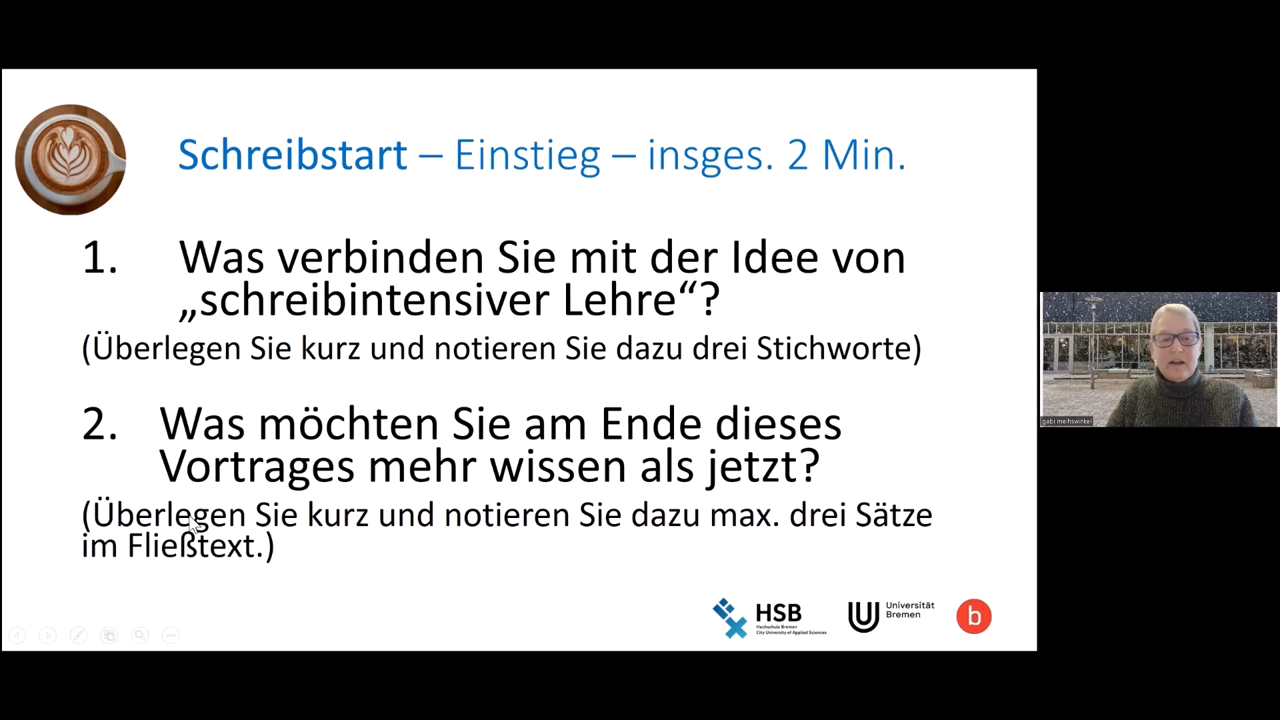 Schreibstart – Einstieg – insges. 2 Min.
1. Was verbinden Sie mit der Idee von
„schreibintensiver Lehre“?
(Überlegen Sie kurz und notieren Sie dazu drei Stichworte)
2. Was möchten Sie am Ende dieses
Vortrages mehr wissen als jetzt?
(Überlegen Sie kurz und notieren Sie dazu max. drei Sätze
im Fließtext.)
HSB
Hochschule Bremen
City University of Applied Sciences
Universität
Bremen
b
gabi meihswinkel